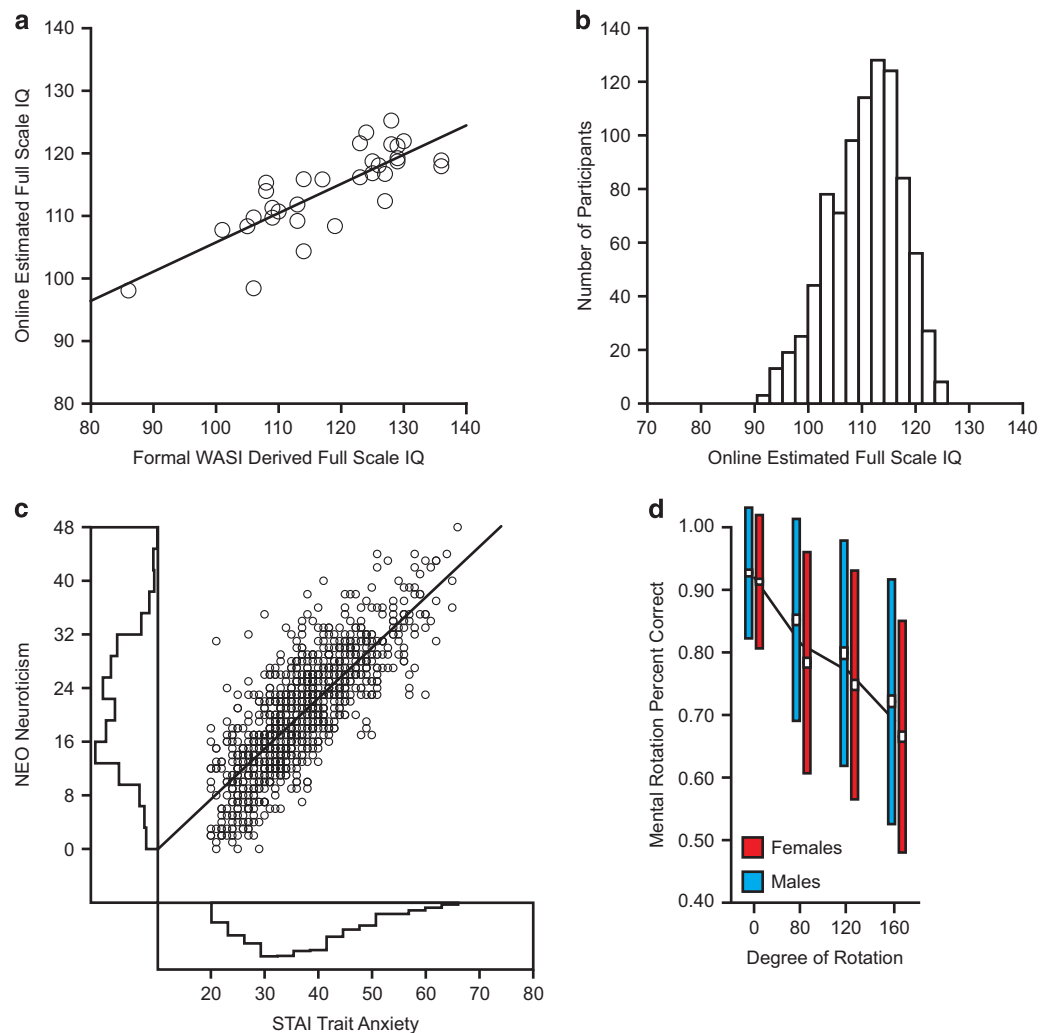 a
140
130
120
110
100
90
80
80 90 100 110 120 130 140
Online Estimated Full Scale IQ
Formal WASI Derived Full Scale IQ
b
140
120
100
80
60
40
20
0
70 80 90 100 110 120 130 140
Number of Participants
Online Estimated Full Scale IQ
c
48
40
32
24
16
8
0
NEO Neuroticism
20 30 40 50 60 70 80
STAI Trait Anxiety
d
1.00
0.90
0.80
0.70
0.60
0.50
0.40
Mental Rotation Percent Correct
Females
Males
0 80 120 160
Degree of Rotation